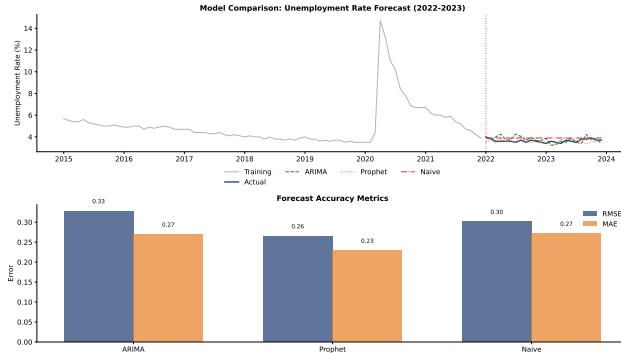 Model Comparison: Unemployment Rate Forecast (2022-2023)
Unemployment Rate (%)
14
12
10
8
6
4
2015 2016 2017 2018 2019 2020 2021 2022 2023 2024
Training ARIMA Prophet Naive
Actual
Forecast Accuracy Metrics
Error
0.30
0.25
0.20
0.15
0.10
0.05
0.00
0.33 0.27 0.26 0.23 0.30 0.27
RMSE
MAE
ARIMA Prophet Naive